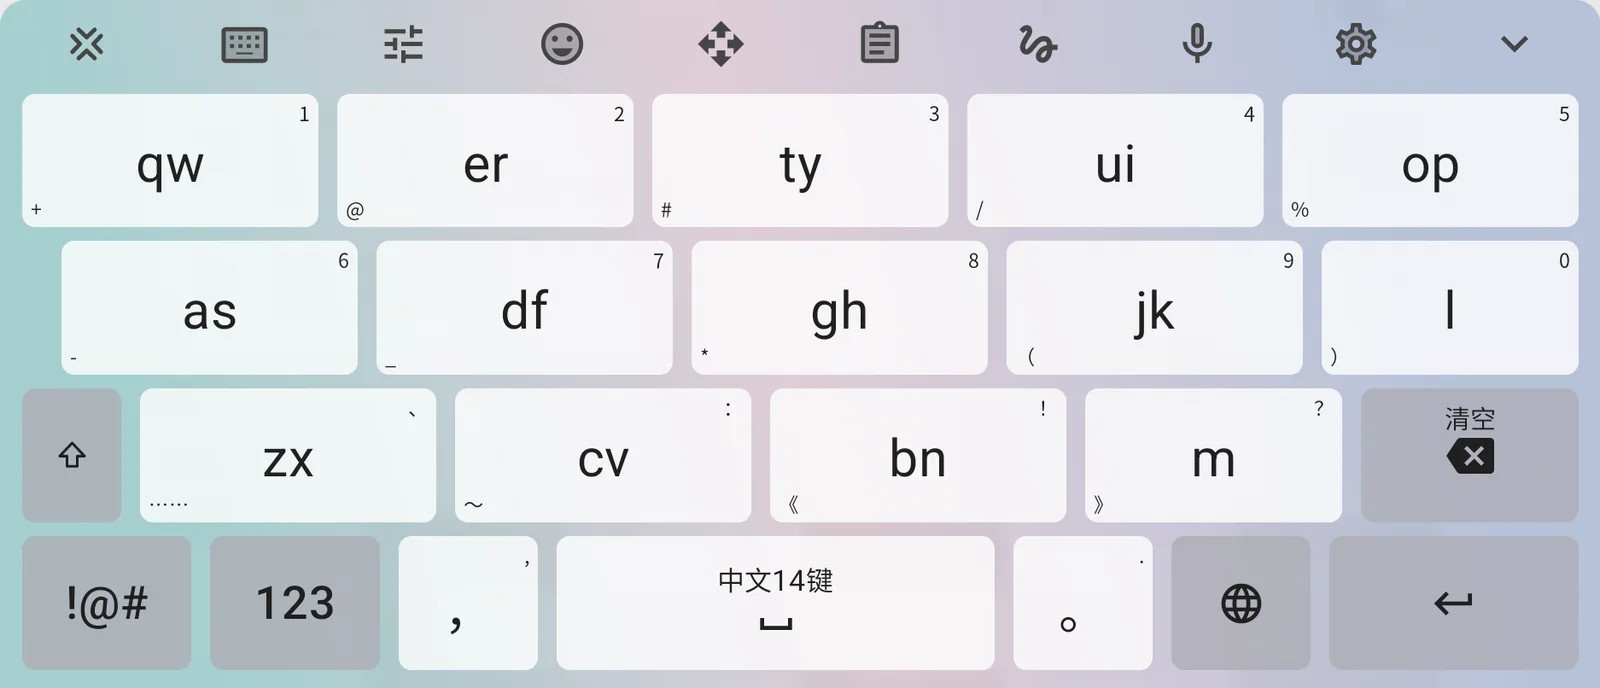 1 2 3 4 5
qw er ty ui op
+ @ # / %
6 7 8 9 0
as df gh jk l
- _ * ( )
、 : ! ? 清空
zx cv bn m
…… ～ 《 》
, 中文14键 .
!@# 123 ， 。